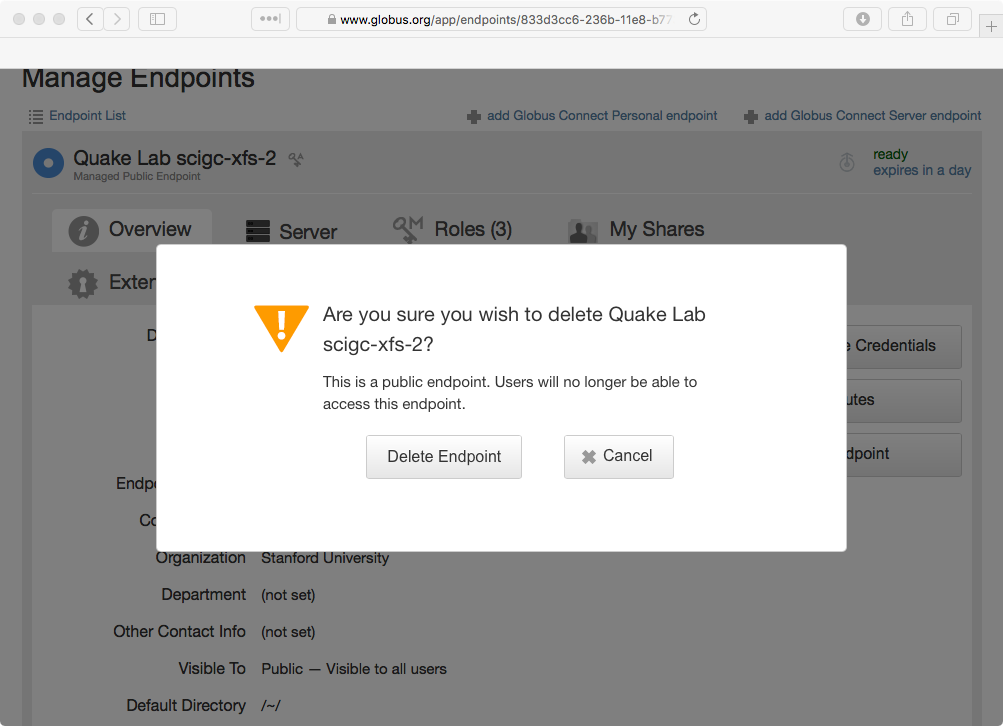 www.globus.org/app/endpoints/833d3cc6-236b-11e8-b77
Manage Endpoints
Endpoint List
add Globus Connect Personal endpoint
add Globus Connect Server endpoint
Quake Lab scigc-xfs-2
Managed Public Endpoint
ready
expires in a day
Overview
Server
Roles (3)
My Shares
Exter
Are you sure you wish to delete Quake Lab
scigc-xfs-2?
This is a public endpoint. Users will no longer be able to
access this endpoint.
Delete Endpoint
Cancel
D
e Credentials
utes
dpoint
Endpo
Co
Organization Stanford University
Department (not set)
Other Contact Info (not set)
Visible To Public — Visible to all users
Default Directory /~/